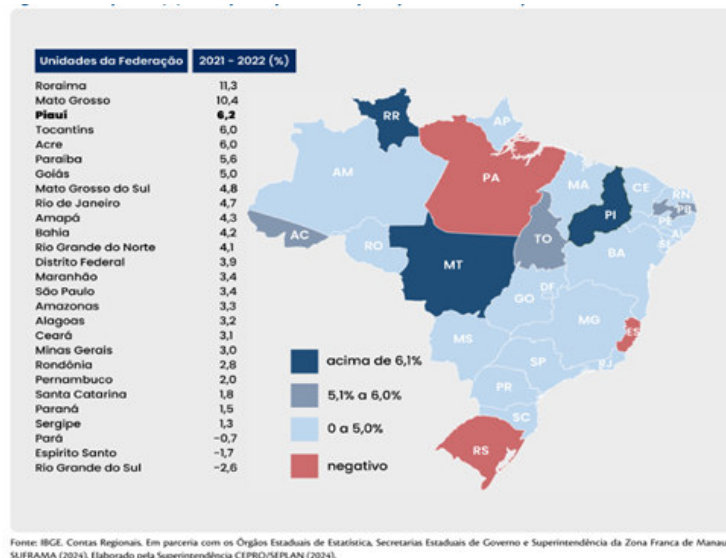 Unidades da Federação 2021 - 2022 (%)
Roraima 11,3
Mato Grosso 10,4
Piauí 6,2
Tocantins 6,0
Acre 6,0
Paraíba 5,6
Goiás 5,0
Mato Grosso do Sul 4,8
Rio de Janeiro 4,7
Amapá 4,3
Bahia 4,2
Rio Grande do Norte 4,1
Distrito Federal 3,9
Maranhão 3,4
São Paulo 3,4
Amazonas 3,3
Alagoas 3,2
Ceará 3,1
Minas Gerais 3,0
Rondônia 2,8
Pernambuco 2,0
Santa Catarina 1,8
Paraná 1,5
Sergipe 1,3
Pará -0,7
Espírito Santo -1,7
Rio Grande do Sul -2,6
RR
AP
AM
PA
MA
CE
RN
PB
PE
AL
SE
PI
AC
RO
TO
BA
MT
DF
GO
MG
ES
MS
SP
RJ
PR
SC
RS
acima de 6,1%
5,1% a 6,0%
0 a 5,0%
negativo
Fonte: IBGE. Contas Regionais. Em parceria com os Órgãos Estaduais de Estatística, Secretarias Estaduais de Governo e Superintendência da Zona Franca de Manau
SUFRAMA (2024). Elaborado pela Superintendência CEPRO/SEPLAN (2024).